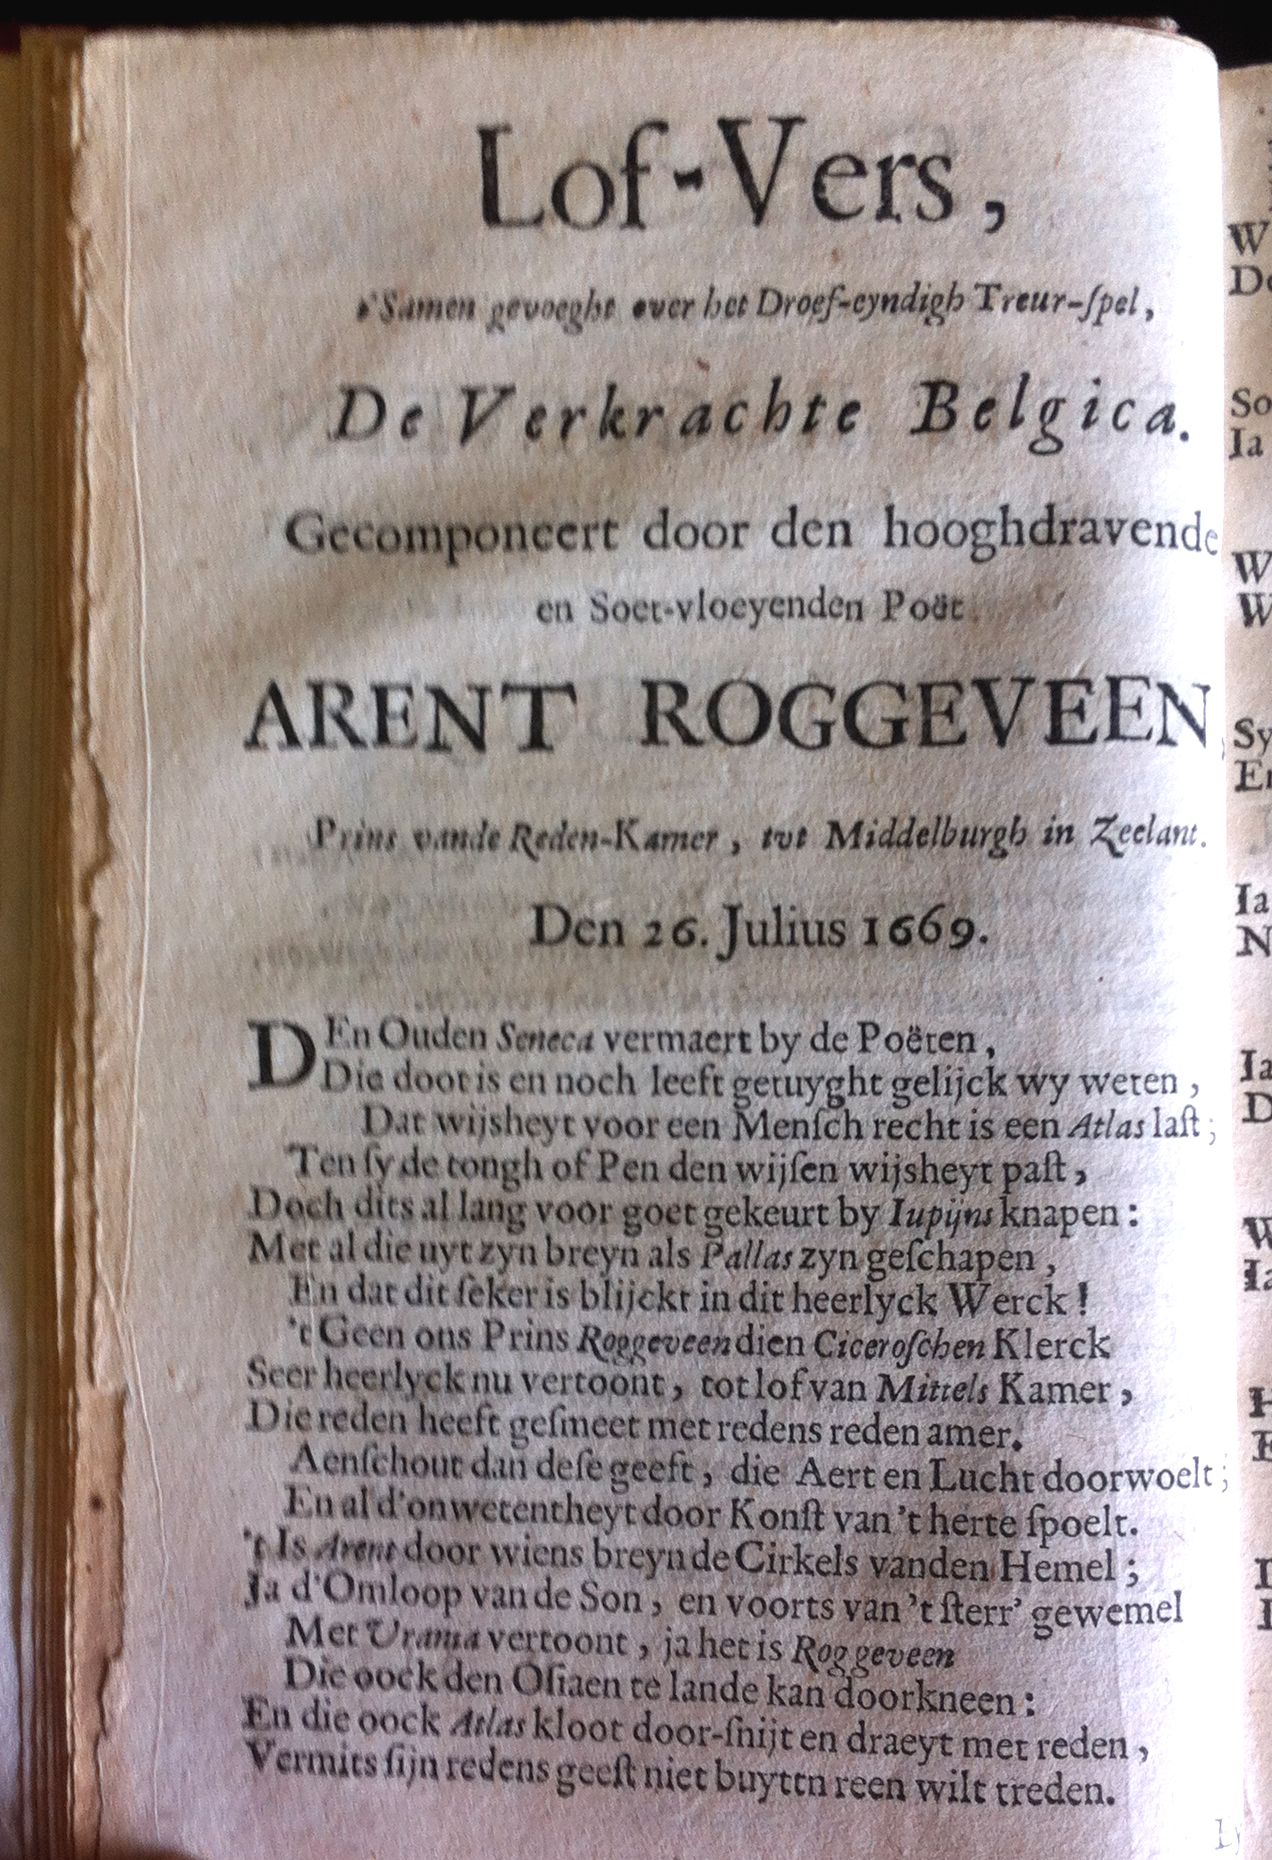 Lof-Vers,
t'Samen gevoeght over het Droef-eyndigh Treur-ſpel,
De Verkrachte Belgica.
Gecomponeert door den hooghdravende
en Soet-vloeyenden Poët
ARENT ROGGEVEEN,
Prins vande Reden-Kamer, tot Middelburgh in Zeelant.
Den 26. Julius 1669.
DEn Ouden Seneca vermaert by de Poëten,
Die doot is en noch leeft getuyght gelijck wy weten,
Dat wijsheyt voor een Menſch recht is een Atlas laſt;
Ten ſy de tongh of Pen den wijſen wijsheyt paſt,
Doch dits al lang voor goet gekeurt by Iupijns knapen:
Met al die uyt zyn breyn als Pallas zyn geſchapen,
En dat dit ſeker is blijckt in dit heerlyck Werck!
't Geen ons Prins Roggeveen dien Ciceroſchen Klerck
Seer heerlyck nu vertoont, tot lof van Mittels Kamer,
Die reden heeft geſmeet met redens reden amer.
Aenſchout dan deſe geeſt, die Aert en Lucht doorwoelt;
En al d'onwetentheyt door Konſt van 't herte ſpoelt.
't Is Arent door wiens breyn de Cirkels vanden Hemel;
Ja d'Omloop van de Son, en voorts van 't ſterr' gewemel
Met Urania vertoont, ja het is Roggeveen
Die oock den Oſiaen te lande kan doorkneen:
En die oock Atlas kloot door-ſnijt en draeyt met reden,
Vermits ſijn redens geeſt niet buyttn reen wilt treden.
W
De
So
Ia
W
W
Sy
En
Ia
N
Ia
D
W
Ia
H
E